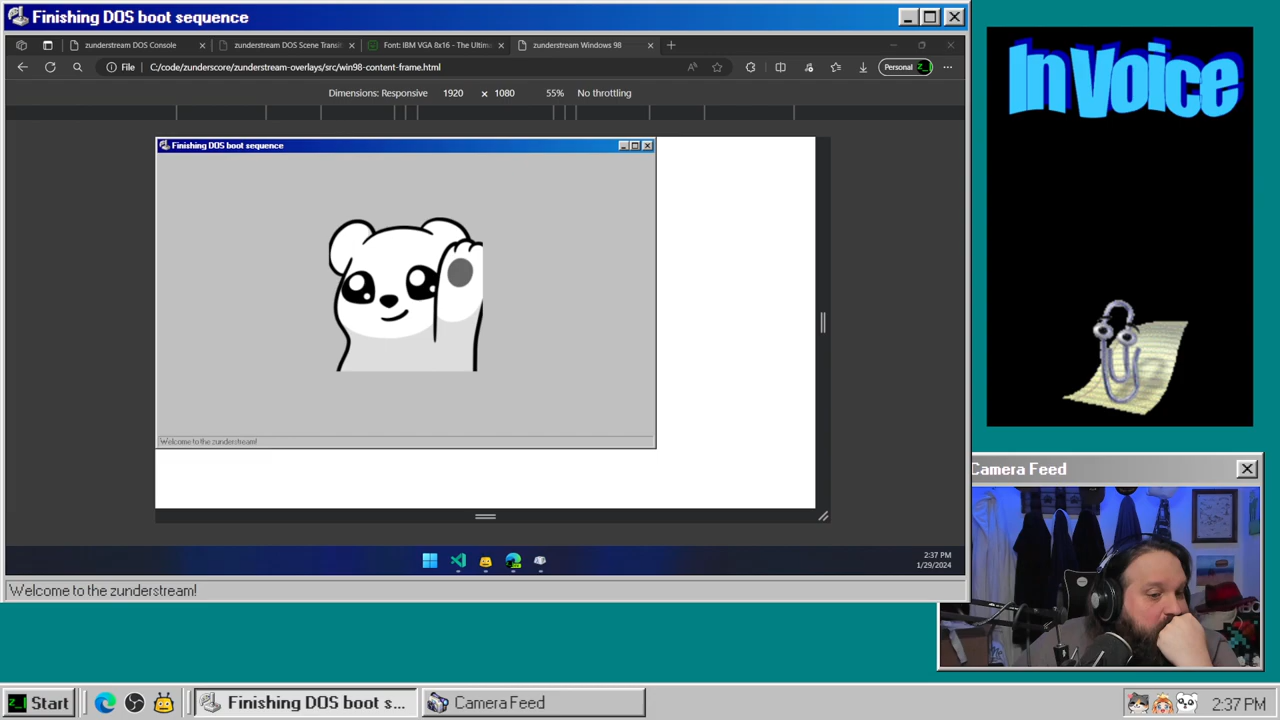 Finishing DOS boot sequence
zunderstream DOS Console
zunderstream DOS Scene Transit
Font: IBM VGA 8x16 - The Ultima
zunderstream Windows 98
File
C:/code/zunderscore/zunderstream-overlays/src/win98-content-frame.html
Personal
Dimensions: Responsive 1920 x 1080 55% No throttling
Finishing DOS boot sequence
Welcome to the zunderstream!
2:37 PM
1/29/2024
Welcome to the zunderstream!
In Voice
Camera Feed
Start
Finishing DOS boot s...
Camera Feed
2:37 PM